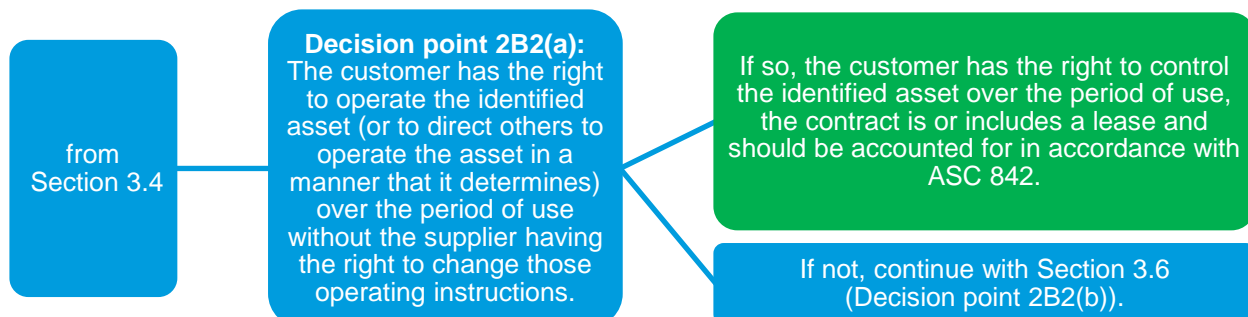 from
Section 3.4
Decision point 2B2(a):
The customer has the right
to operate the identified
asset (or to direct others to
operate the asset in a
manner that it determines)
over the period of use
without the supplier having
the right to change those
operating instructions.
If so, the customer has the right to control
the identified asset over the period of use,
the contract is or includes a lease and
should be accounted for in accordance with
ASC 842.
If not, continue with Section 3.6
(Decision point 2B2(b)).